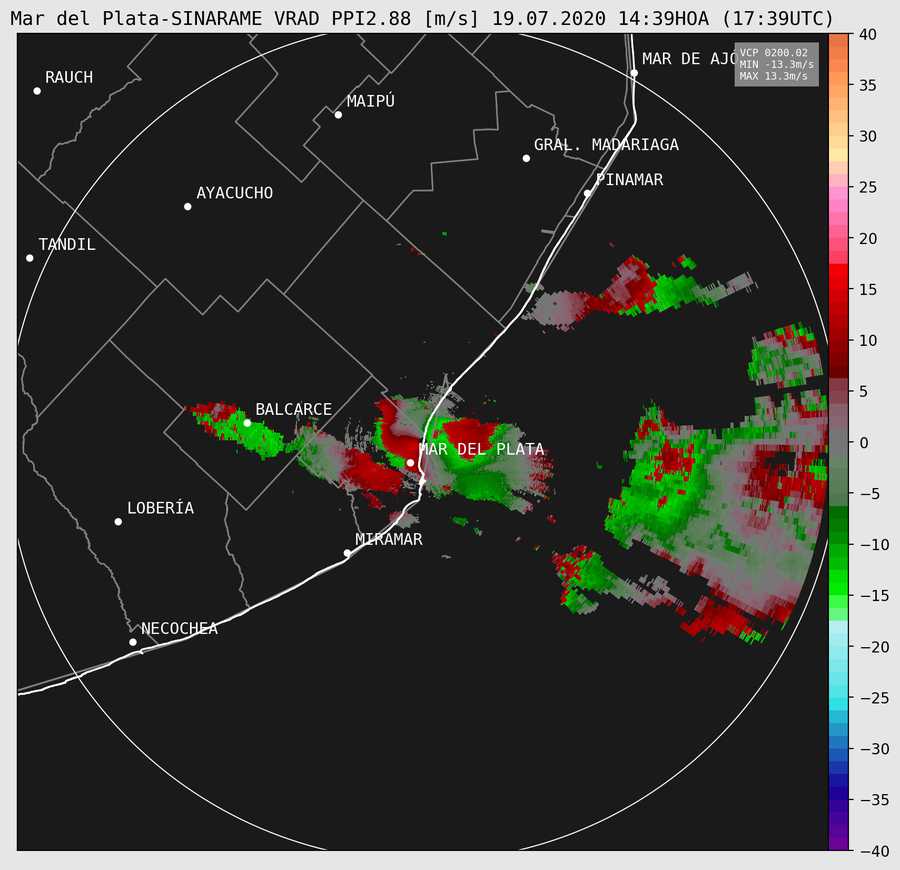 Mar del Plata-SINARAME VRAD PPI2.88 [m/s] 19.07.2020 14:39HOA (17:39UTC)
VCP 0200.02
MIN -13.3m/s
MAX 13.3m/s
MAR DE AJÓ
RAUCH
MAIPÚ
GRAL. MADARIAGA
PINAMAR
AYACUCHO
TANDIL
BALCARCE
MAR DEL PLATA
LOBERÍA
MIRAMAR
NECOCHEA
40
35
30
25
20
15
10
5
0
−5
−10
−15
−20
−25
−30
−35
−40